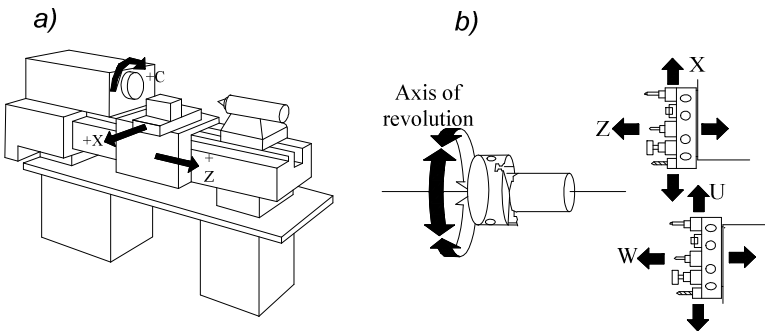 a)
+C
+X
+
Z
b)
Axis of
revolution
X
Z
U
W